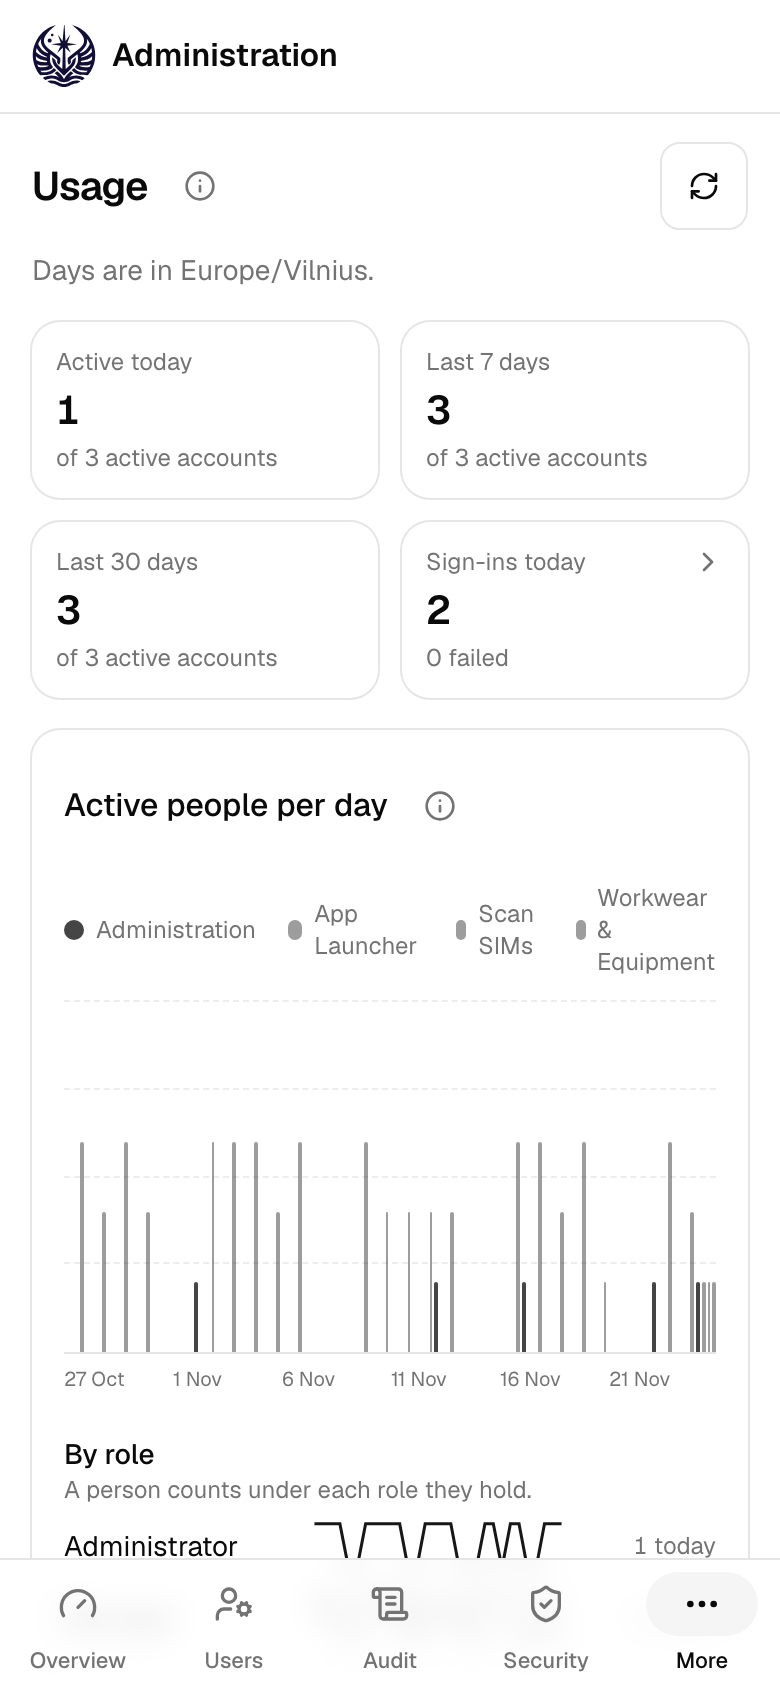 Administration
Usage
Days are in Europe/Vilnius.
Active today
1
of 3 active accounts
Last 7 days
3
of 3 active accounts
Last 30 days
3
of 3 active accounts
Sign-ins today
2
0 failed
Active people per day
Administration
App
Launcher
Scan
SIMs
Workwear
&
Equipment
27 Oct
1 Nov
6 Nov
11 Nov
16 Nov
21 Nov
By role
A person counts under each role they hold.
Administrator
1 today
Overview
Users
Audit
Security
More